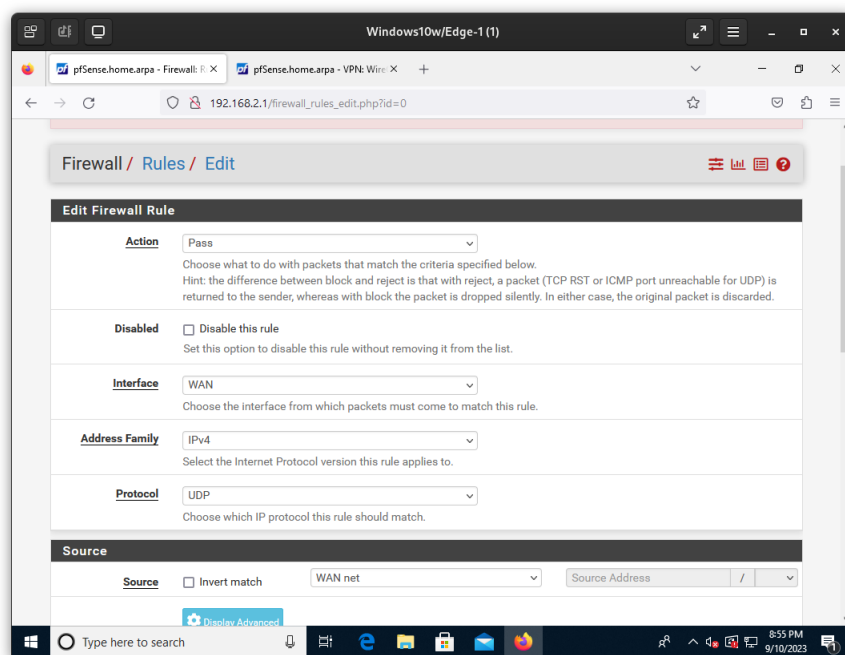 Windows10w/Edge-1 (1)
pfSense.home.arpa - Firewall: R
pfSense.home.arpa - VPN: Wire
192.168.2.1/firewall_rules_edit.php?id=0
Firewall / Rules / Edit
Edit Firewall Rule
Action
Pass
Choose what to do with packets that match the criteria specified below.
Hint: the difference between block and reject is that with reject, a packet (TCP RST or ICMP port unreachable for UDP) is
returned to the sender, whereas with block the packet is dropped silently. In either case, the original packet is discarded.
Disabled
Disable this rule
Set this option to disable this rule without removing it from the list.
Interface
WAN
Choose the interface from which packets must come to match this rule.
Address Family
IPv4
Select the Internet Protocol version this rule applies to.
Protocol
UDP
Choose which IP protocol this rule should match.
Source
Source
Invert match
WAN net
Source Address
/
Display Advanced
Type here to search
8:55 PM
9/10/2023
1